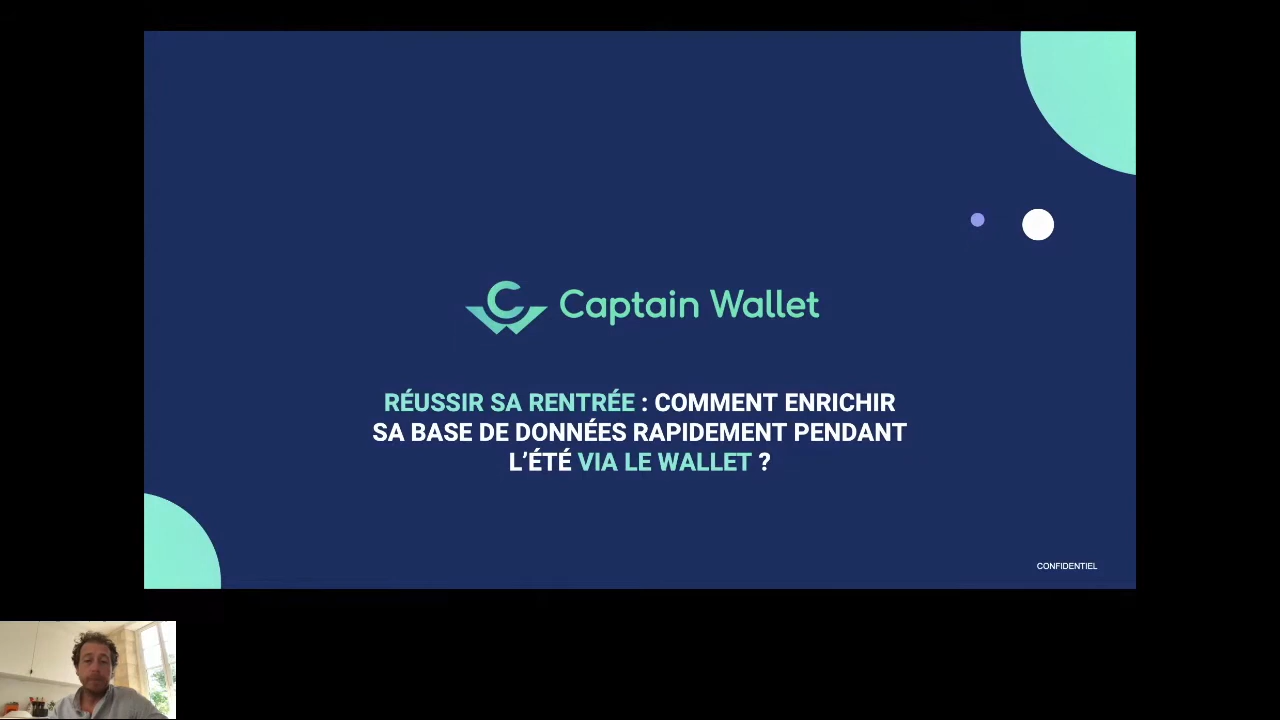 Captain Wallet
RÉUSSIR SA RENTRÉE : COMMENT ENRICHIR
SA BASE DE DONNÉES RAPIDEMENT PENDANT
L’ÉTÉ VIA LE WALLET ?
CONFIDENTIEL